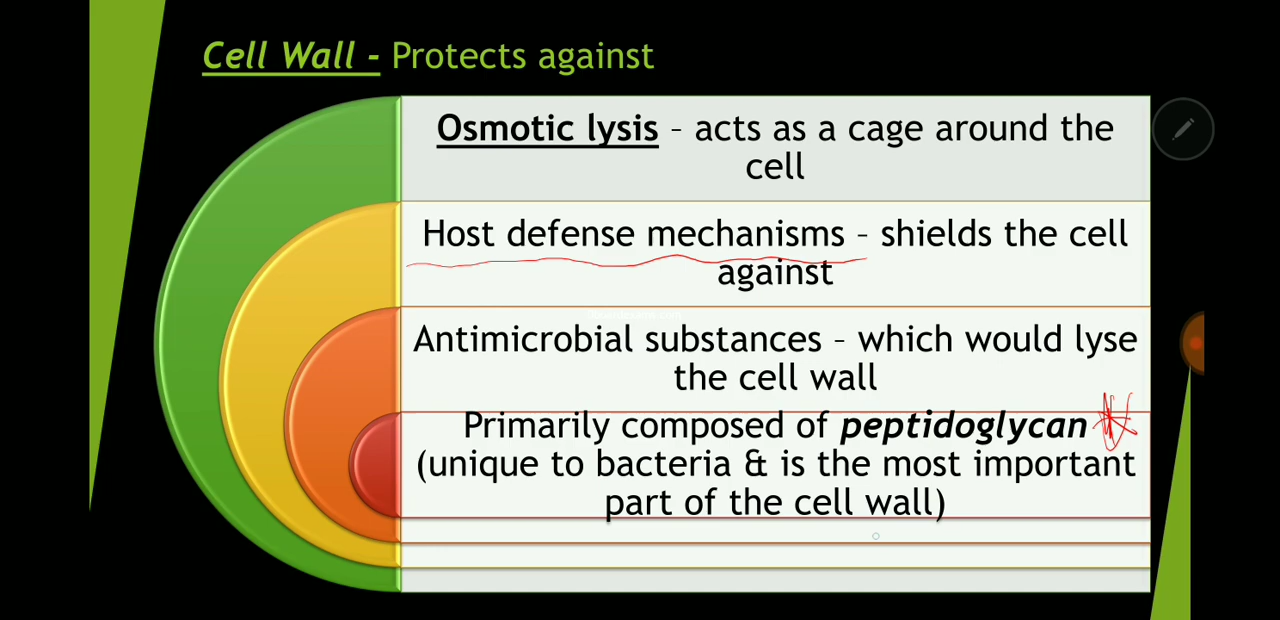 Cell Wall - Protects against
Osmotic lysis – acts as a cage around the
cell
Host defense mechanisms – shields the cell
against
Antimicrobial substances – which would lyse
the cell wall
Primarily composed of peptidoglycan
(unique to bacteria & is the most important
part of the cell wall)